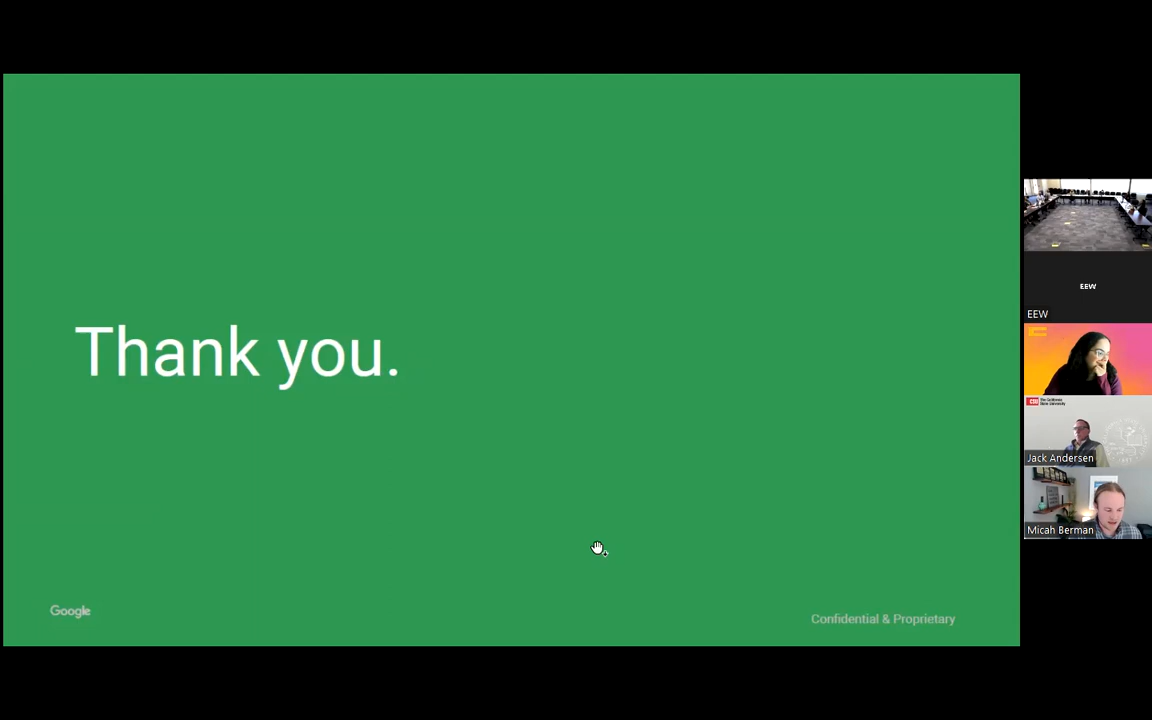 Thank you.
Google
Confidential & Proprietary
EEW
EEW
Jack Andersen
Micah Berman